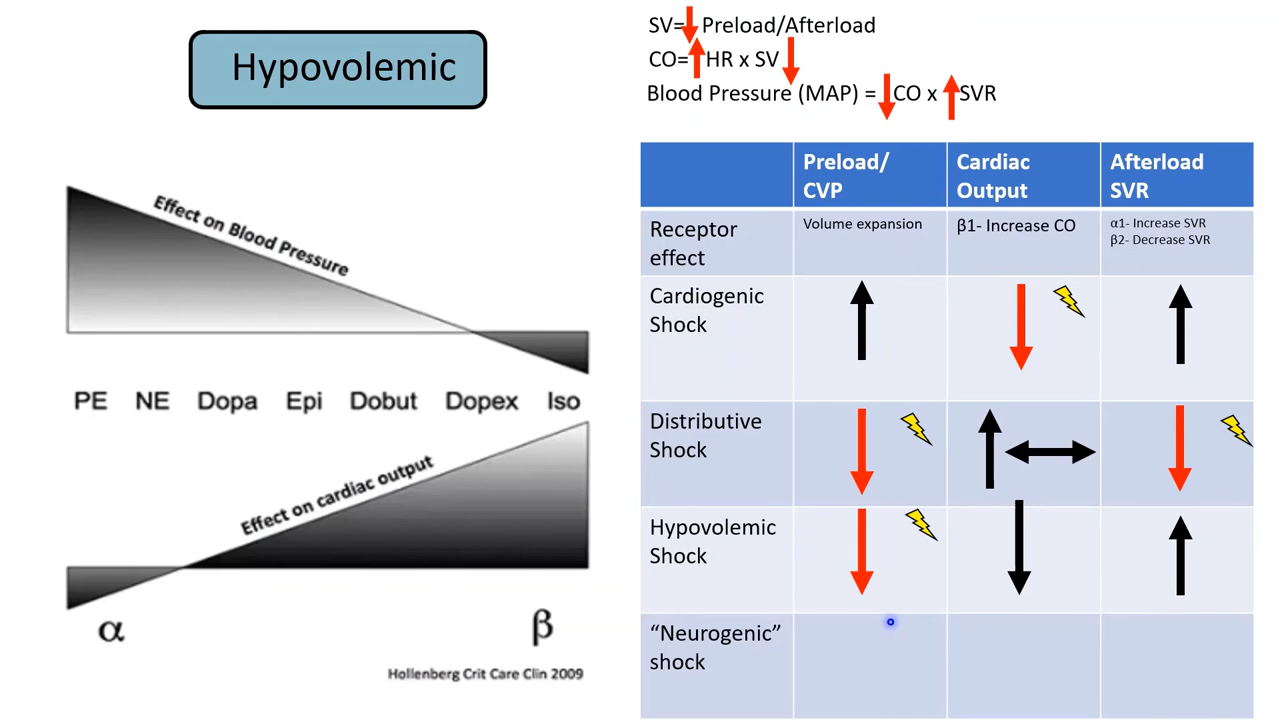 Hypovolemic
SV= Preload/Afterload
CO= HR x SV
Blood Pressure (MAP) = CO x SVR
Effect on Blood Pressure
PE NE Dopa Epi Dobut Dopex Iso
Effect on cardiac output
α β
Hollenberg Crit Care Clin 2009
Preload/ Cardiac Afterload
CVP Output SVR
Receptor Volume expansion β1- Increase CO α1- Increase SVR
effect β2- Decrease SVR
Cardiogenic
Shock
Distributive
Shock
Hypovolemic
Shock
“Neurogenic”
shock